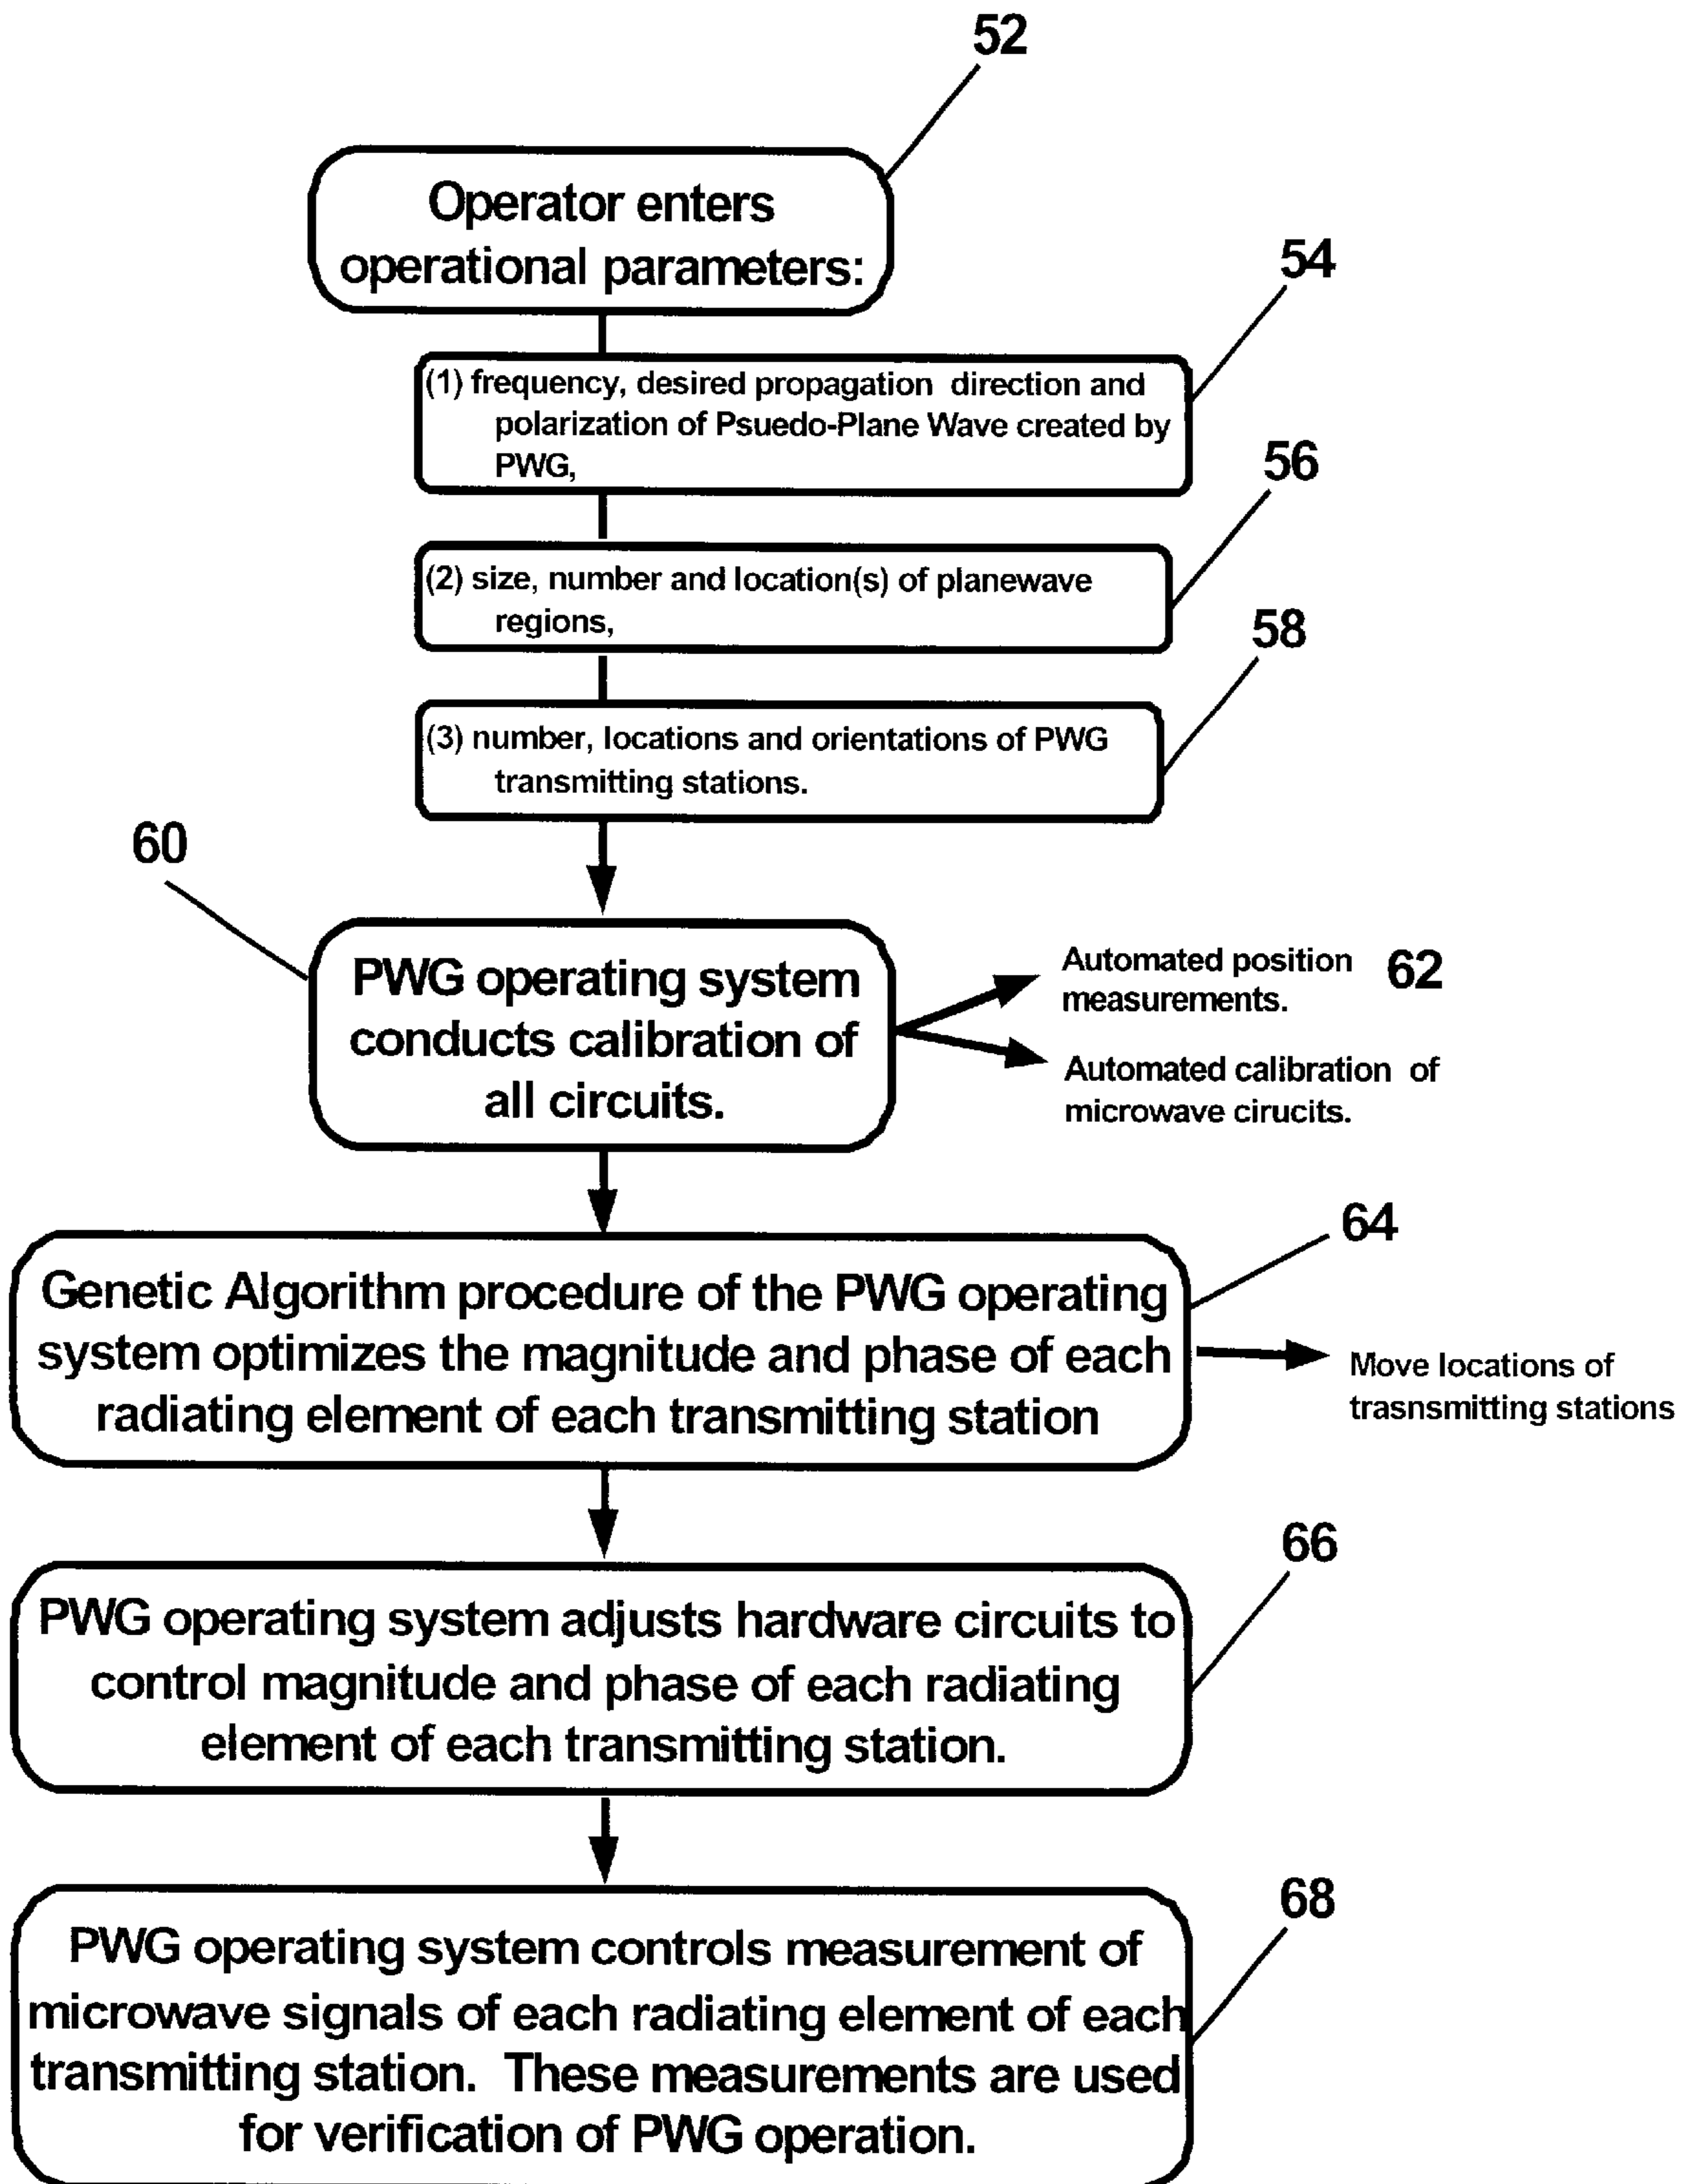 52
Operator enters
operational parameters:
54
(1) frequency, desired propagation direction and
polarization of Psuedo-Plane Wave created by
PWG,
56
(2) size, number and location(s) of planewave
regions,
58
(3) number, locations and orientations of PWG
transmitting stations.
60
PWG operating system
conducts calibration of
all circuits.
Automated position
measurements.
62
Automated calibration of
microwave cirucits.
64
Genetic Algorithm procedure of the PWG operating
system optimizes the magnitude and phase of each
radiating element of each transmitting station
Move locations of
trasnsmitting stations
66
PWG operating system adjusts hardware circuits to
control magnitude and phase of each radiating
element of each transmitting station.
68
PWG operating system controls measurement of
microwave signals of each radiating element of each
transmitting station. These measurements are used
for verification of PWG operation.